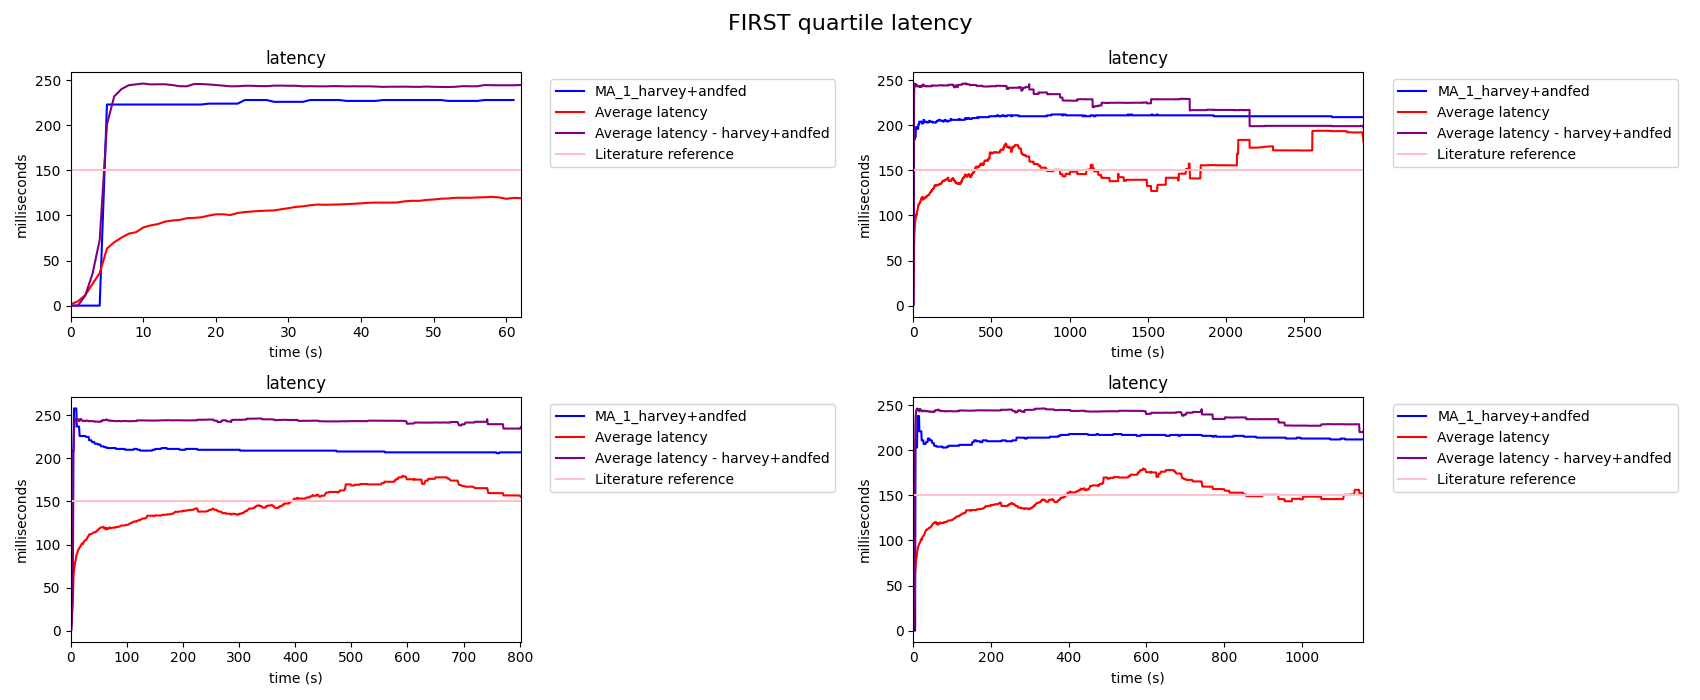 FIRST quartile latency
latency
milliseconds
250
200
150
100
50
0
0 10 20 30 40 50 60
time (s)
MA_1_harvey+andfed
Average latency
Average latency - harvey+andfed
Literature reference
latency
milliseconds
250
200
150
100
50
0
0 500 1000 1500 2000 2500
time (s)
MA_1_harvey+andfed
Average latency
Average latency - harvey+andfed
Literature reference
latency
milliseconds
250
200
150
100
50
0
0 100 200 300 400 500 600 700 800
time (s)
MA_1_harvey+andfed
Average latency
Average latency - harvey+andfed
Literature reference
latency
milliseconds
250
200
150
100
50
0
0 200 400 600 800 1000
time (s)
MA_1_harvey+andfed
Average latency
Average latency - harvey+andfed
Literature reference